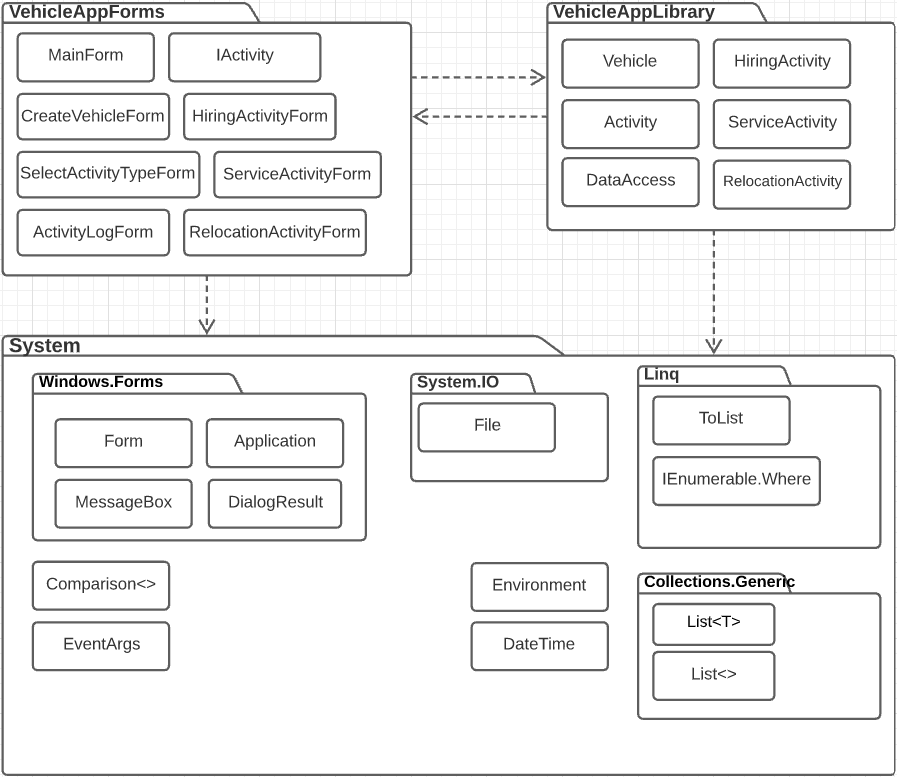 VehicleAppForms
MainForm
IActivity
CreateVehicleForm
HiringActivityForm
SelectActivityTypeForm
ServiceActivityForm
ActivityLogForm
RelocationActivityForm
VehicleAppLibrary
Vehicle
HiringActivity
Activity
ServiceActivity
DataAccess
RelocationActivity
System
Windows.Forms
Form
Application
MessageBox
DialogResult
Comparison<>
EventArgs
System.IO
File
Environment
DateTime
Linq
ToList
IEnumerable.Where
Collections.Generic
List<T>
List<>